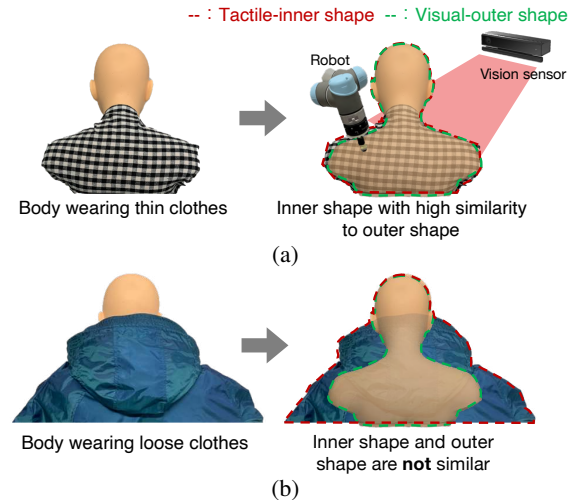 -- : Tactile-inner shape -- : Visual-outer shape
Robot
Vision sensor
Body wearing thin clothes
Inner shape with high similarity
to outer shape
(a)
Body wearing loose clothes
Inner shape and outer
shape are not similar
(b)